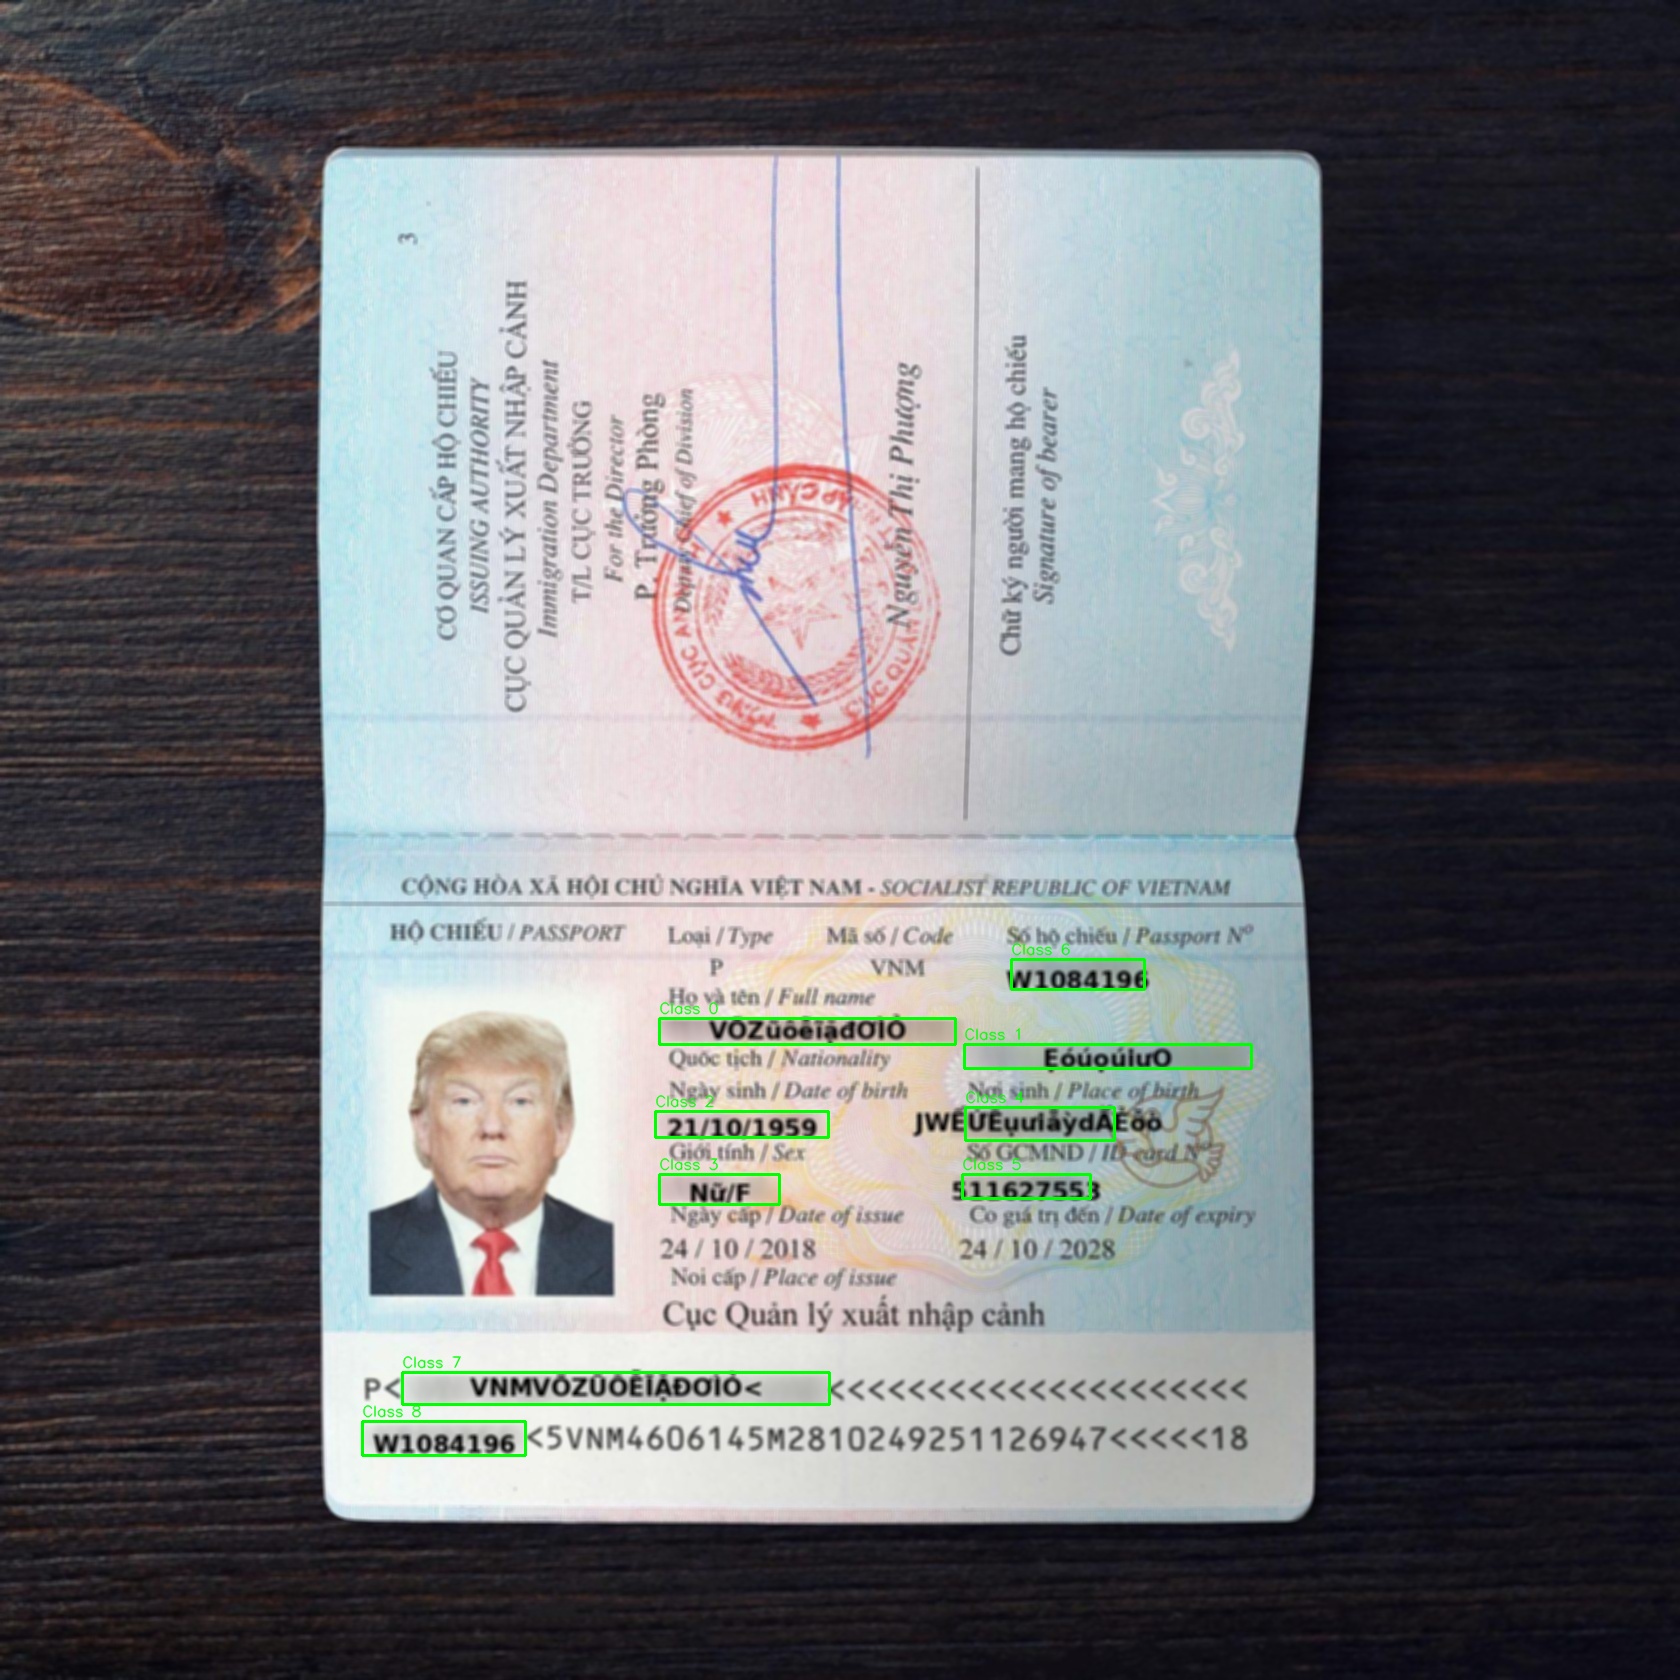 3
CƠ QUAN CẤP HỘ CHIẾU
ISSUING AUTHORITY
CỤC QUẢN LÝ XUẤT NHẬP CẢNH
Immigration Department
T/L CỤC TRƯỞNG
For the Director
P. Trưởng Phòng
Deputy Chief of Division
Nguyễn Thị Phượng
Chữ ký người mang hộ chiếu
Signature of bearer
CỘNG HÒA XÃ HỘI CHỦ NGHĨA VIỆT NAM - SOCIALIST REPUBLIC OF VIETNAM
HỘ CHIẾU / PASSPORT Loại / Type Mã số / Code Số hộ chiếu / Passport Nº
Class 6
P VNM W1084196
Họ và tên / Full name
Class 0
Class 1
Quốc tịch / Nationality
Ngày sinh / Date of birth Nơi sinh / Place of birth
Class 2 Class 4
21/10/1959
Giới tính / Sex Số GCMND / ID card Nº
Class 3 Class 5
Nữ/F 511627553
Ngày cấp / Date of issue Có giá trị đến / Date of expiry
24 / 10 / 2018 24 / 10 / 2028
Nơi cấp / Place of issue
Cục Quản lý xuất nhập cảnh
Class 7
P< <<<<<<<<<<<<<<<<<<<<<<
Class 8
W1084196 <5VNM4606145M2810249251126947<<<<<18